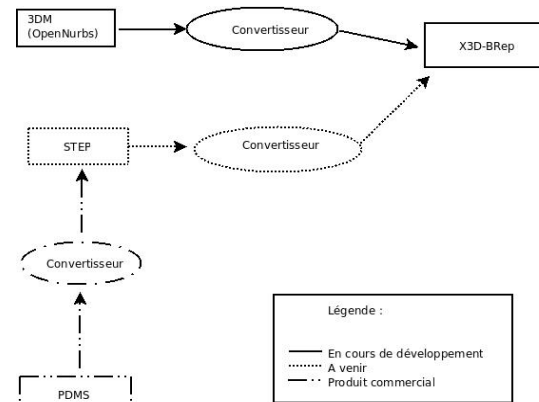 3DM
(OpenNurbs)
Convertisseur
X3D-BRep
STEP
Convertisseur
Convertisseur
PDMS
Légende :
En cours de développement
A venir
Produit commercial